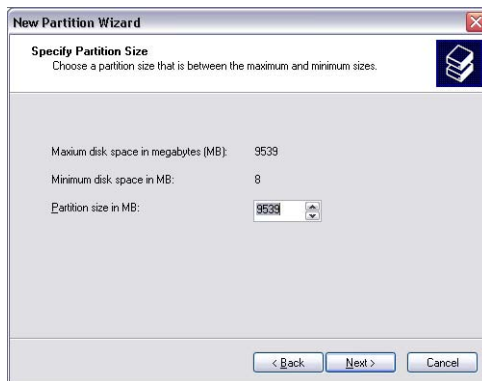 New Partition Wizard
Specify Partition Size
Choose a partition size that is between the maximum and minimum sizes.
Maxium disk space in megabytes (MB): 9539
Minimum disk space in MB: 8
Partition size in MB: 9539
< Back Next > Cancel